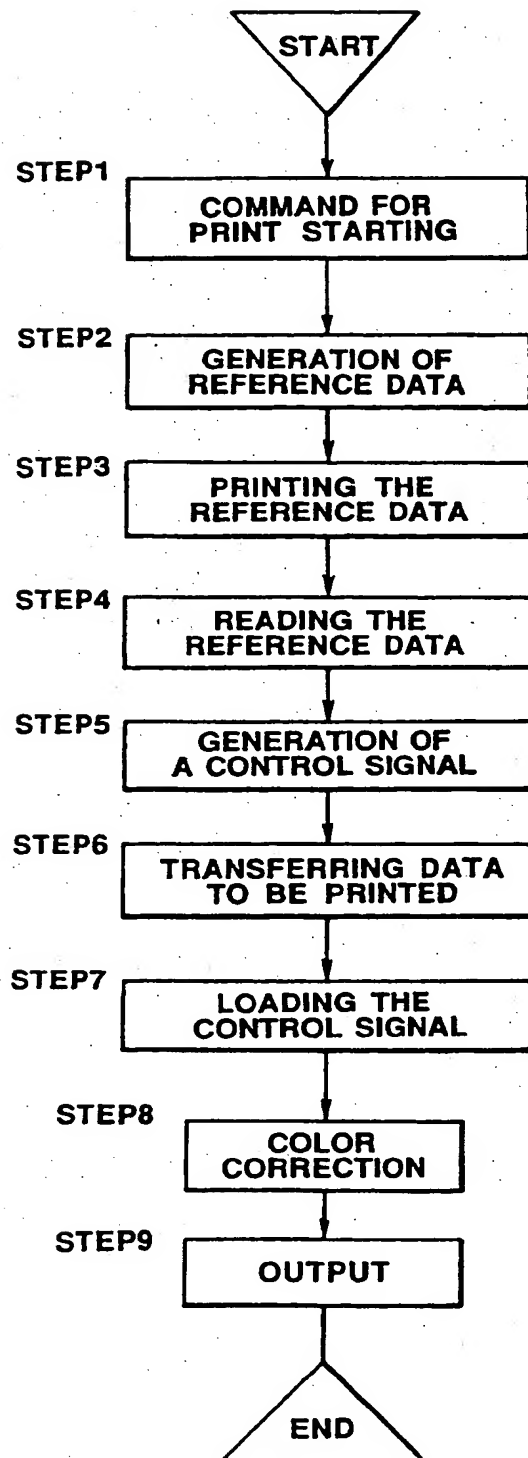 START
STEP1
COMMAND FOR
PRINT STARTING
STEP2
GENERATION OF
REFERENCE DATA
STEP3
PRINTING THE
REFERENCE DATA
STEP4
READING THE
REFERENCE DATA
STEP5
GENERATION OF
A CONTROL SIGNAL
STEP6
TRANSFERRING DATA
TO BE PRINTED
STEP7
LOADING THE
CONTROL SIGNAL
STEP8
COLOR
CORRECTION
STEP9
OUTPUT
END